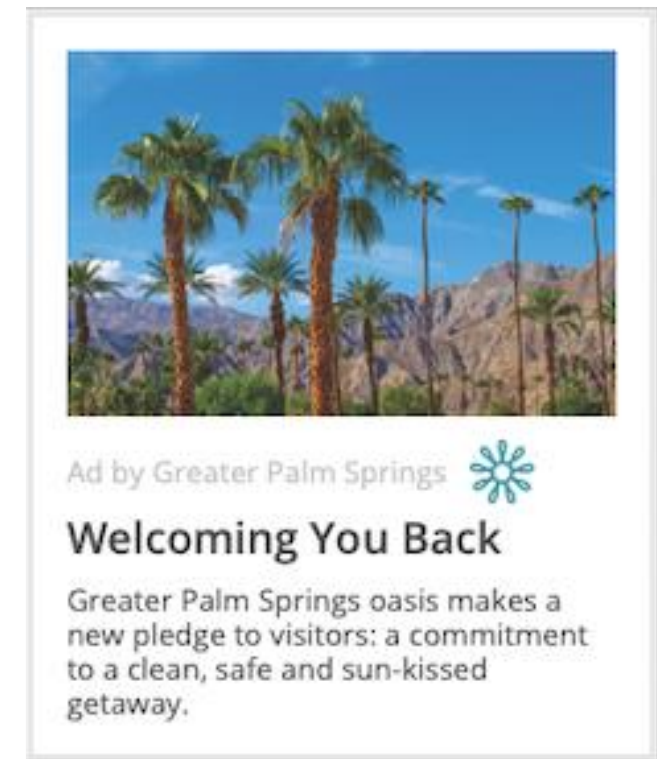 Ad by Greater Palm Springs
Welcoming You Back
Greater Palm Springs oasis makes a
new pledge to visitors: a commitment
to a clean, safe and sun-kissed
getaway.